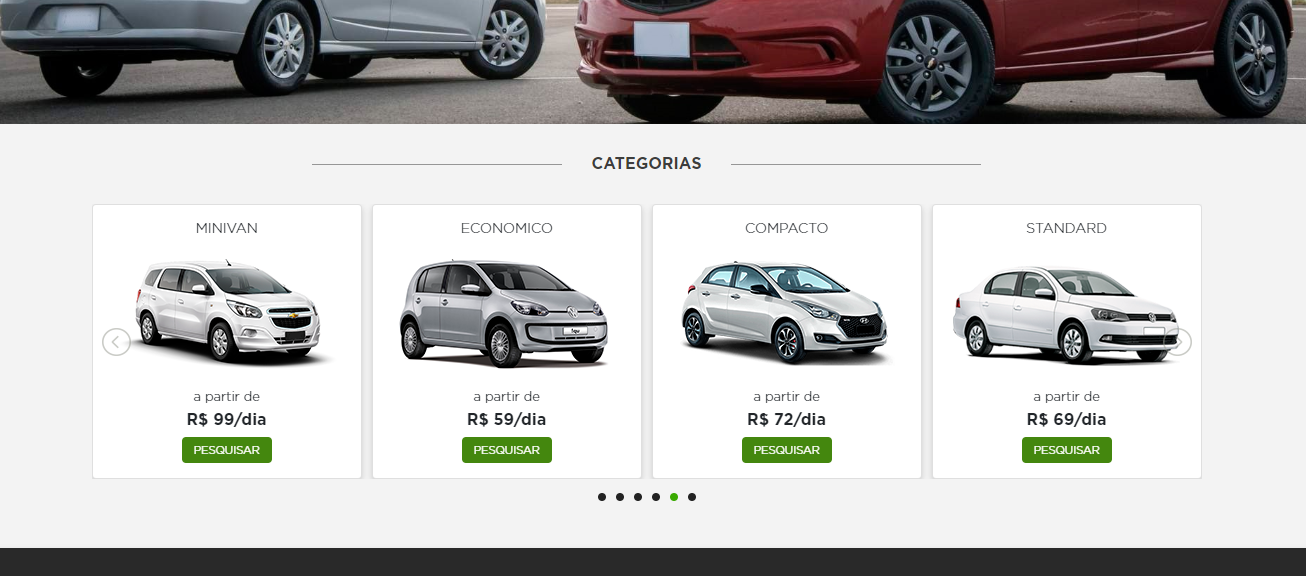 CATEGORIAS
MINIVAN
a partir de
R$ 99/dia
PESQUISAR
ECONOMICO
a partir de
R$ 59/dia
PESQUISAR
COMPACTO
a partir de
R$ 72/dia
PESQUISAR
STANDARD
a partir de
R$ 69/dia
PESQUISAR